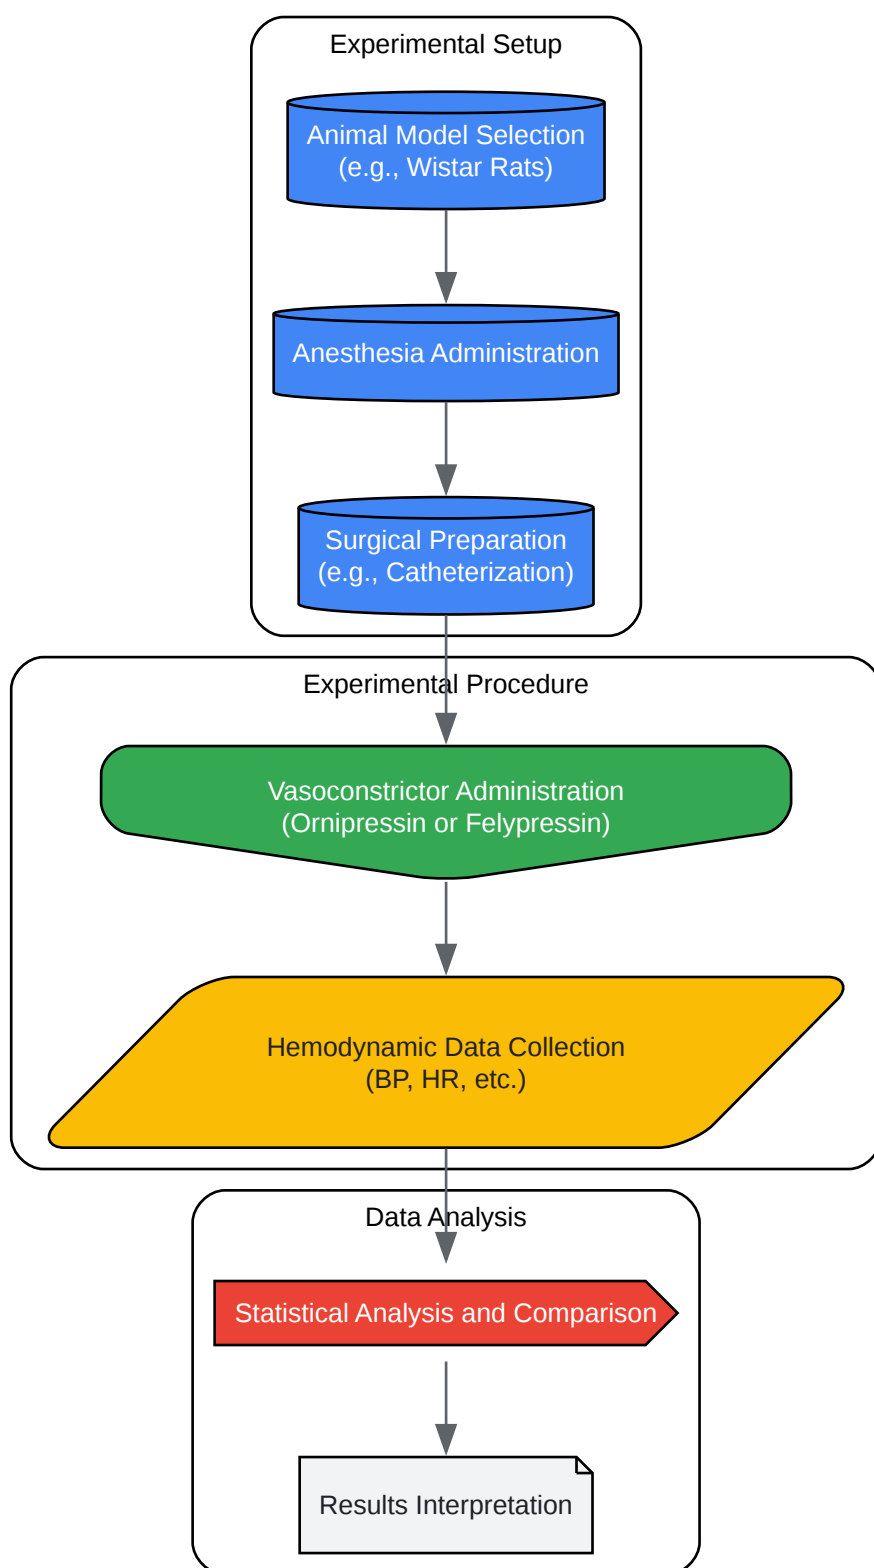 Experimental Setup
Animal Model Selection
(e.g., Wistar Rats)
Anesthesia Administration
Surgical Preparation
(e.g., Catheterization)
Experimental Procedure
Vasoconstrictor Administration
(Ornipressin or Felypressin)
Hemodynamic Data Collection
(BP, HR, etc.)
Data Analysis
Statistical Analysis and Comparison
Results Interpretation